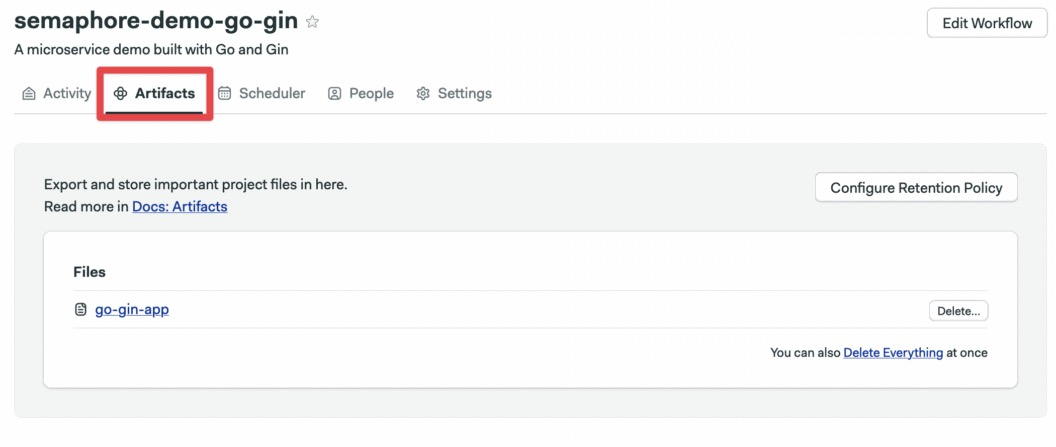 semaphore-demo-go-gin
Edit Workflow
A microservice demo built with Go and Gin
Activity Artifacts Scheduler People Settings
Export and store important project files in here.
Configure Retention Policy
Read more in Docs: Artifacts
Files
go-gin-app
Delete...
You can also Delete Everything at once